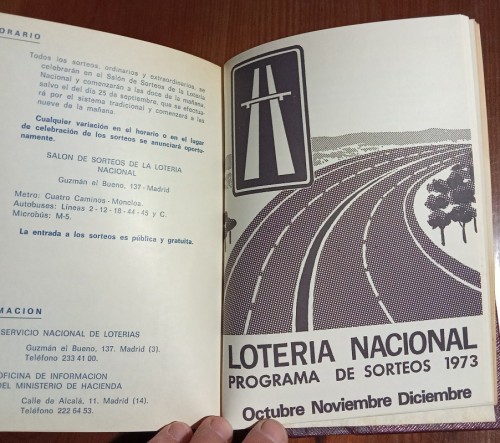 ORARIO
Todos los sorteos, ordinarios y extraordinarios, se
celebrarán en el Salón de Sorteos de la Lotería
Nacional y comenzarán a las doce de la mañana,
salvo el del día 25 de septiembre, que se efectua-
rá por el sistema tradicional y comenzará a las
nueve de la mañana.
Cualquier variación en el horario o en el lugar
de celebración de los sorteos se anunciará oportu-
namente.
SALON DE SORTEOS DE LA LOTERIA
NACIONAL
Guzmán el Bueno, 137 - Madrid
Metro: Cuatro Caminos - Moncloa.
Autobuses: Líneas 2 - 12 - 18 - 44 - 45 y C.
Microbús: M-5.
La entrada a los sorteos es pública y gratuita.
MACION
SERVICIO NACIONAL DE LOTERIAS
Guzmán el Bueno, 137. Madrid (3).
Teléfono 233 41 00.
OFICINA DE INFORMACION
DEL MINISTERIO DE HACIENDA
Calle de Alcalá, 11. Madrid (14).
Teléfono 222 64 53.
LOTERIA NACIONAL
PROGRAMA DE SORTEOS 1973
Octubre Noviembre Diciembre